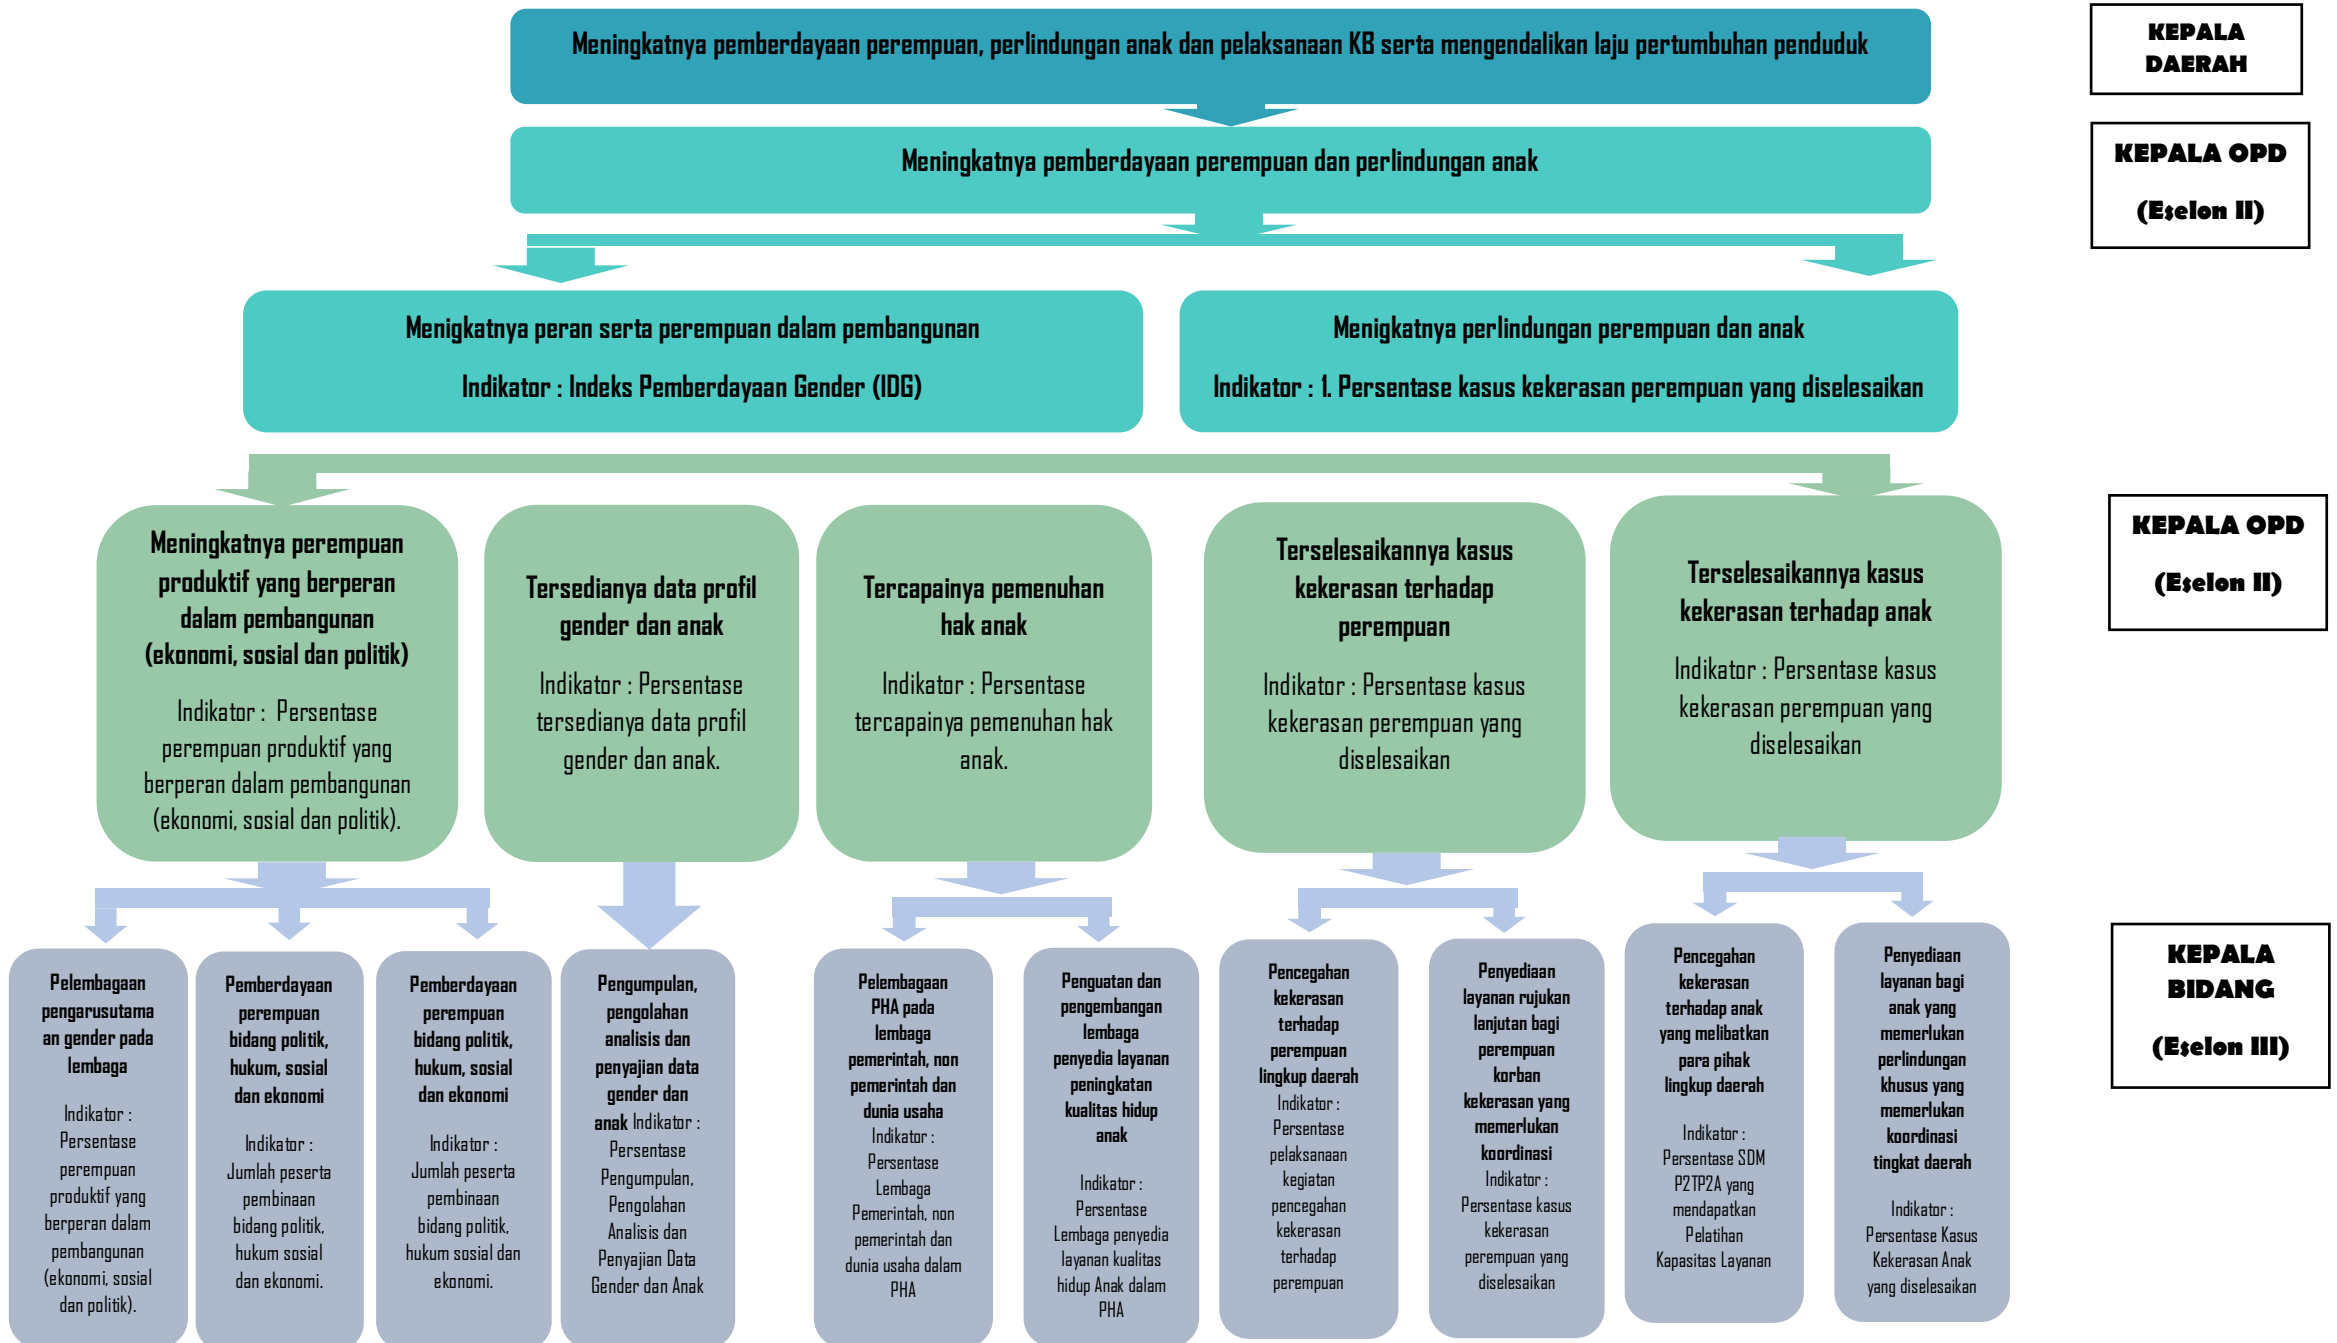 Meningkatnya pemberdayaan perempuan, perlindungan anak dan pelaksanaan KB serta mengendalikan laju pertumbuhan penduduk
KEPALA
DAERAH
Meningkatnya pemberdayaan perempuan dan perlindungan anak
KEPALA OPD
(Eselon II)
Menigkatnya peran serta perempuan dalam pembangunan
Indikator : Indeks Pemberdayaan Gender (IDG)
Menigkatnya perlindungan perempuan dan anak
Indikator : 1. Persentase kasus kekerasan perempuan yang diselesaikan
Meningkatnya perempuan
produktif yang berperan
dalam pembangunan
(ekonomi, sosial dan politik)
Indikator :  Persentase
perempuan produktif yang
berperan dalam pembangunan
(ekonomi, sosial dan politik).
Tersedianya data profil
gender dan anak
Indikator : Persentase
tersedianya data profil
gender dan anak.
Tercapainya pemenuhan
hak anak
Indikator : Persentase
tercapainya pemenuhan hak
anak.
Terselesaikannya kasus
kekerasan terhadap
perempuan
Indikator : Persentase kasus
kekerasan perempuan yang
diselesaikan
Terselesaikannya kasus
kekerasan terhadap anak
Indikator : Persentase kasus
kekerasan perempuan yang
diselesaikan
KEPALA OPD
(Eselon II)
Pelembagaan
pengarusutama
an gender pada
lembaga
Indikator :
Persentase
perempuan
produktif yang
berperan dalam
pembangunan
(ekonomi, sosial
dan politik).
Pemberdayaan
perempuan
bidang politik,
hukum, sosial
dan ekonomi
Indikator :
Jumlah peserta
pembinaan
bidang politik,
hukum sosial
dan ekonomi.
Pemberdayaan
perempuan
bidang politik,
hukum, sosial
dan ekonomi
Indikator :
Jumlah peserta
pembinaan
bidang politik,
hukum sosial dan
ekonomi.
Pengumpulan,
pengolahan
analisis dan
penyajian data
gender dan
anak Indikator :
Persentase
Pengumpulan,
Pengolahan
Analisis dan
Penyajian Data
Gender dan Anak
Pelembagaan
PHA pada
lembaga
pemerintah, non
pemerintah dan
dunia usaha
Indikator :
Persentase
Lembaga
Pemerintah, non
pemerintah dan
dunia usaha dalam
PHA
Penguatan dan
pengembangan
lembaga
penyedia layanan
peningkatan
kualitas hidup
anak
Indikator :
Persentase
Lembaga penyedia
layanan kualitas
hidup Anak dalam
PHA
Pencegahan
kekerasan
terhadap
perempuan
lingkup daerah
Indikator :
Persentase
pelaksanaan
kegiatan
pencegahan
kekerasan
terhadap
perempuan
Penyediaan
layanan rujukan
lanjutan bagi
perempuan
korban
kekerasan yang
memerlukan
koordinasi
Indikator :
Persentase kasus
kekerasan
perempuan yang
diselesaikan
Pencegahan
kekerasan
terhadap anak
yang melibatkan
para pihak
lingkup daerah
Indikator :
Persentase SDM
P2TP2A yang
mendapatkan
Pelatihan
Kapasitas Layanan
Penyediaan
layanan bagi
anak yang
memerlukan
perlindungan
khusus yang
memerlukan
koordinasi
tingkat daerah
Indikator :
Persentase Kasus
Kekerasan Anak
yang diselesaikan
KEPALA
BIDANG
(Eselon III)